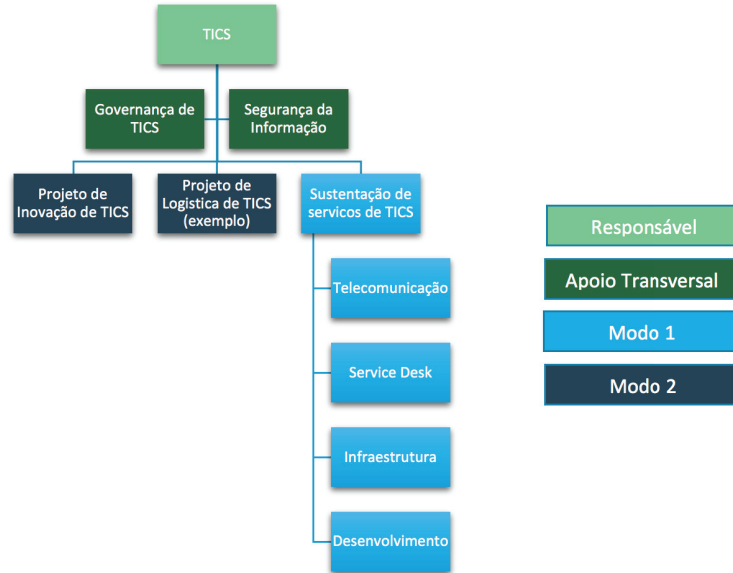 TICS
Governança de
TICS
Segurança da
Informação
Projeto de
Inovação de TICS
Projeto de
Logistica de TICS
(exemplo)
Sustentação de
servicos de TICS
Telecomunicação
Service Desk
Infraestrutura
Desenvolvimento
Responsável
Apoio Transversal
Modo 1
Modo 2